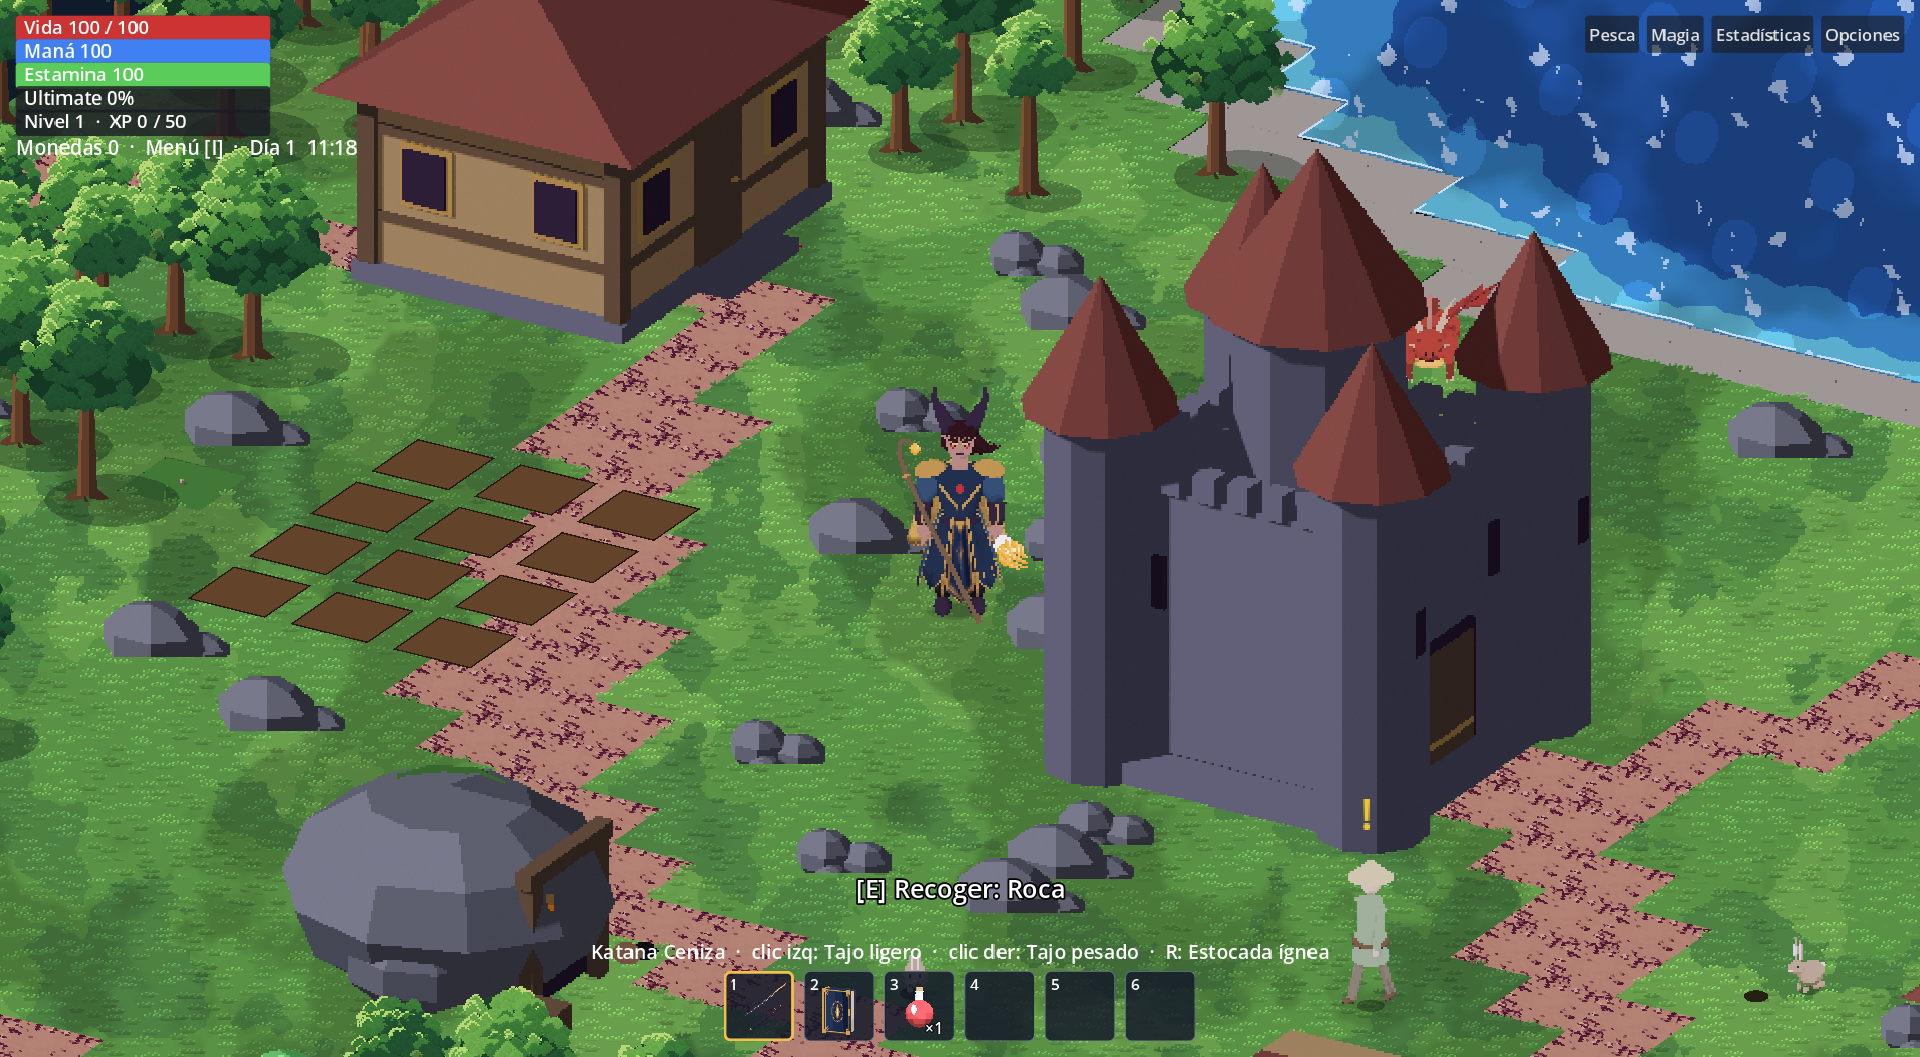 Vida 100 / 100
Maná 100
Estamina 100
Ultimate 0%
Nivel 1 · XP 0 / 50
Monedas 0 · Menú [I] · Día 1 11:18
Pesca Magia Estadísticas Opciones
!
[E] Recoger: Roca
Katana Ceniza · clic izq: Tajo ligero · clic der: Tajo pesado · R: Estocada ígnea
1 2 3 4 5 6
×1